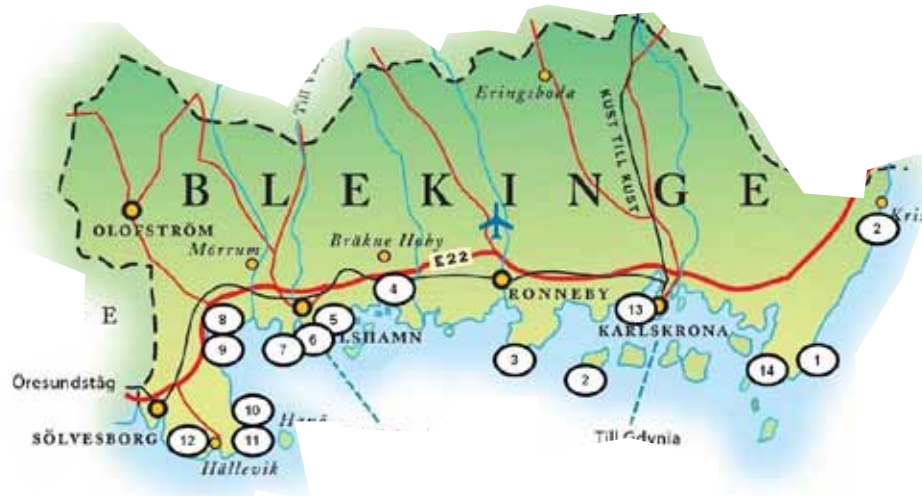 Eringsboda
KUST TILL KUST
BLEKINGE
2
OLOFSTRÖM
Mörrum
Bräkne Hoby
E22
4
RONNEBY
E
8
5
13
KARLSKRONA
9
7
6
3
14
1
2
Öresundståg
10
SÖLVESBORG
12
11
Hällevik
Till Gdynia